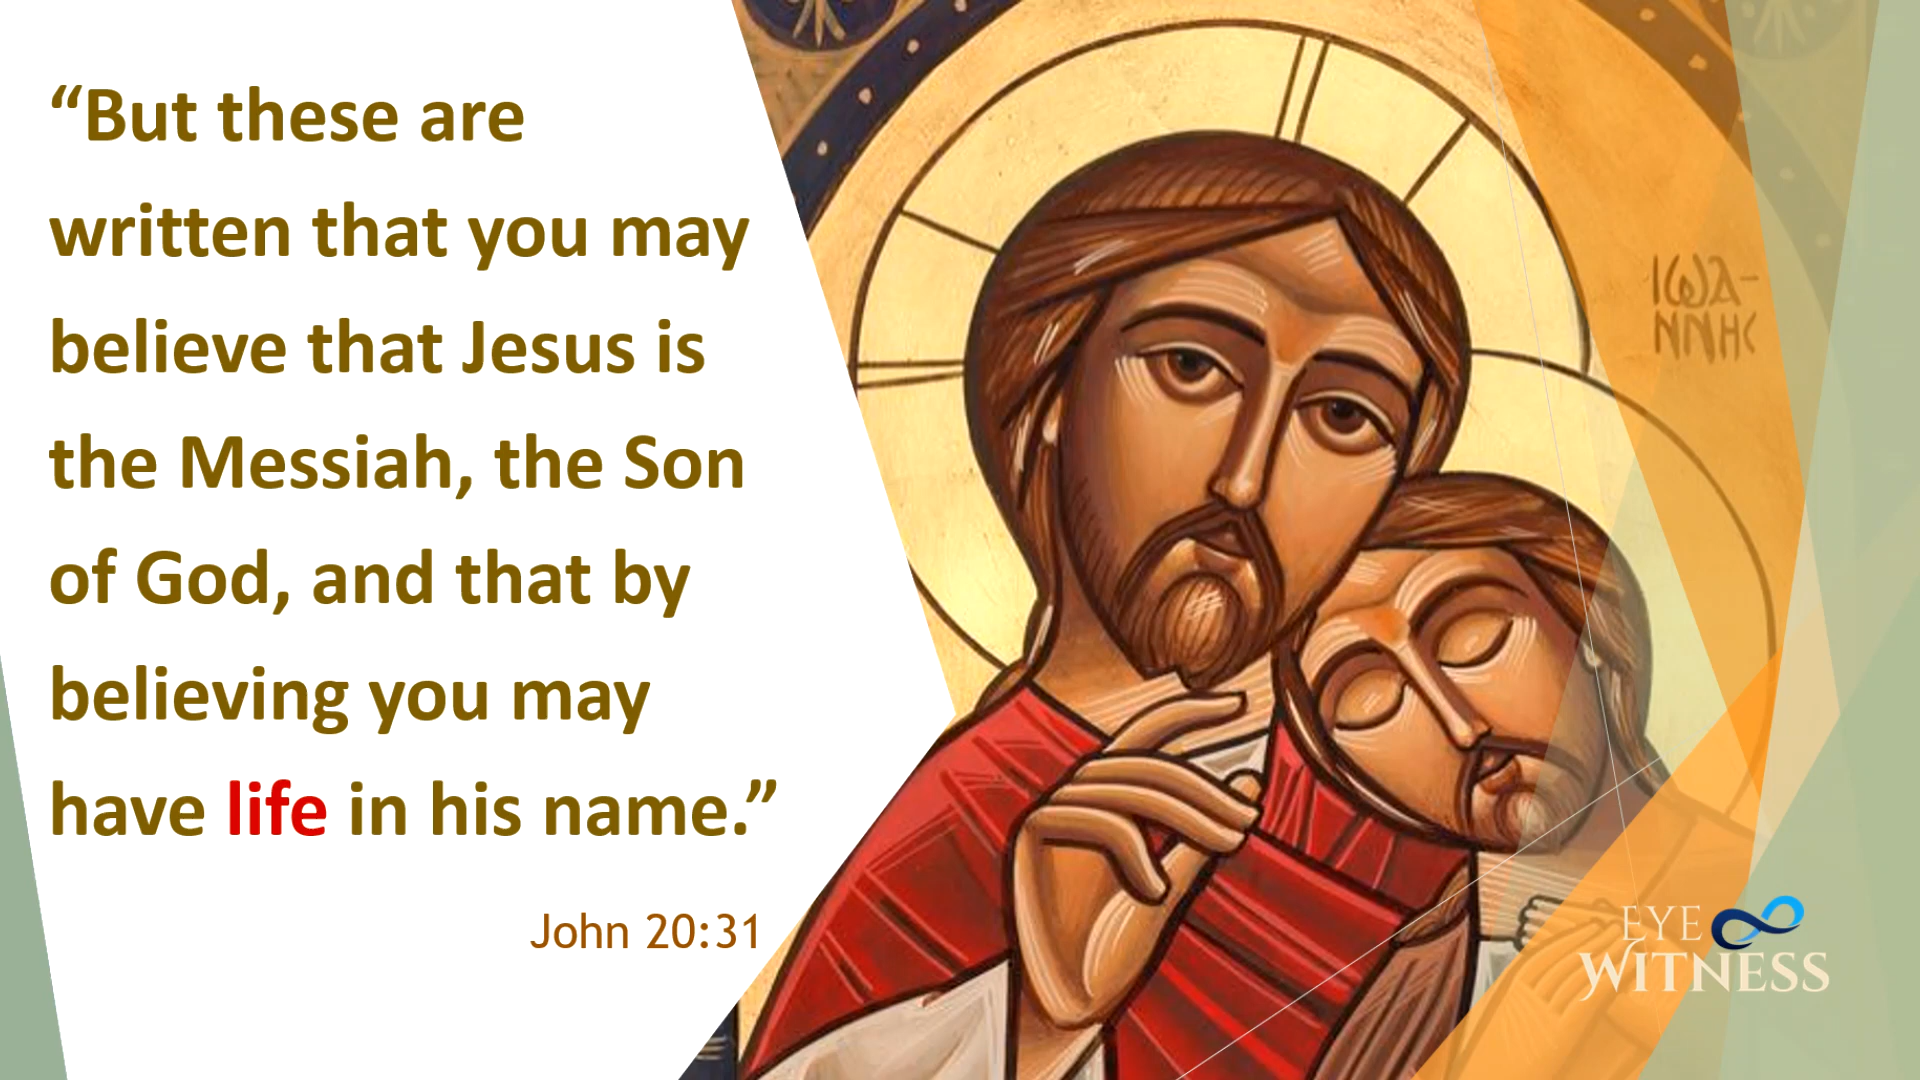 “But these are
written that you may
believe that Jesus is
the Messiah, the Son
of God, and that by
believing you may
have life in his name.”
John 20:31
ΙΩΑ-
ΝΝΗС
EYE
WITNESS